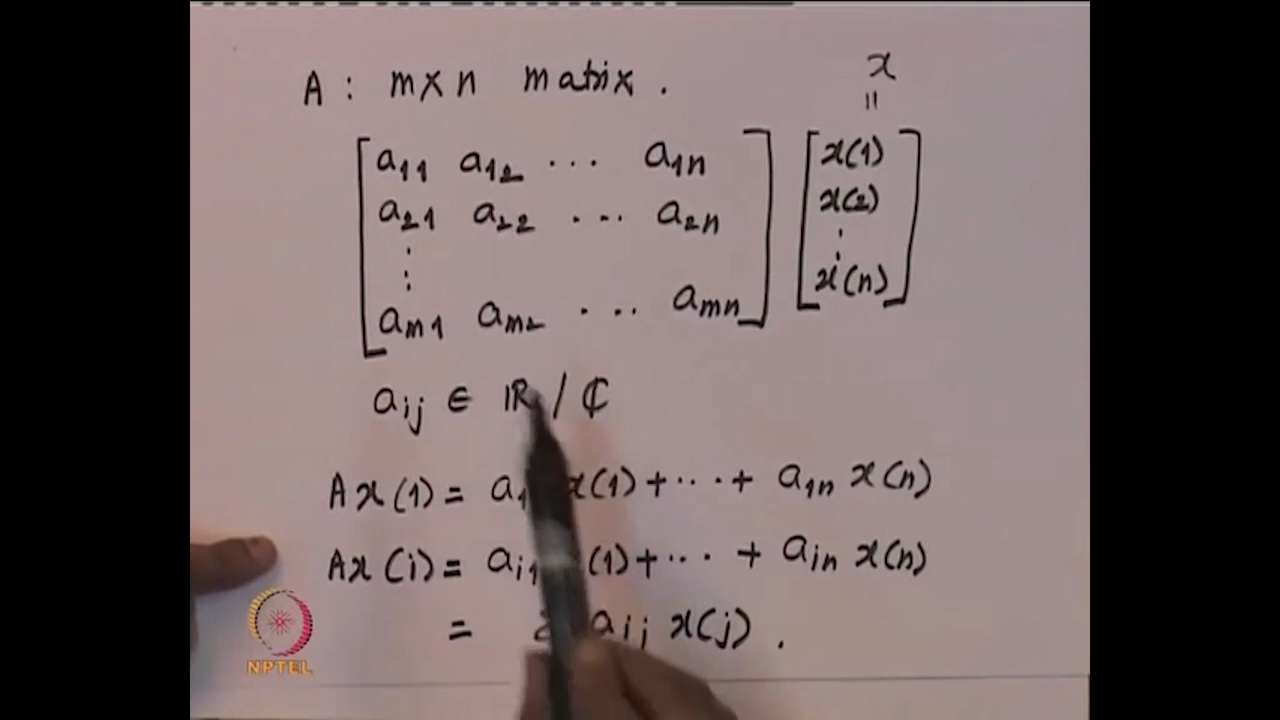 A : m×n matrix . x
=
[ a11 a12 ... a1n ] [ x(1) ]
[ a21 a22 ... a2n ] [ x(2) ]
⋮ ⋮
[ am1 am2 ... amn ] [ x(n) ]
aij ∈ ℝ / ℂ
Ax(1) = a1 x(1) + ... + a1n x(n)
Ax(i) = ai1 (1) + ... + ain x(n)
= aij x(j) .
NPTEL